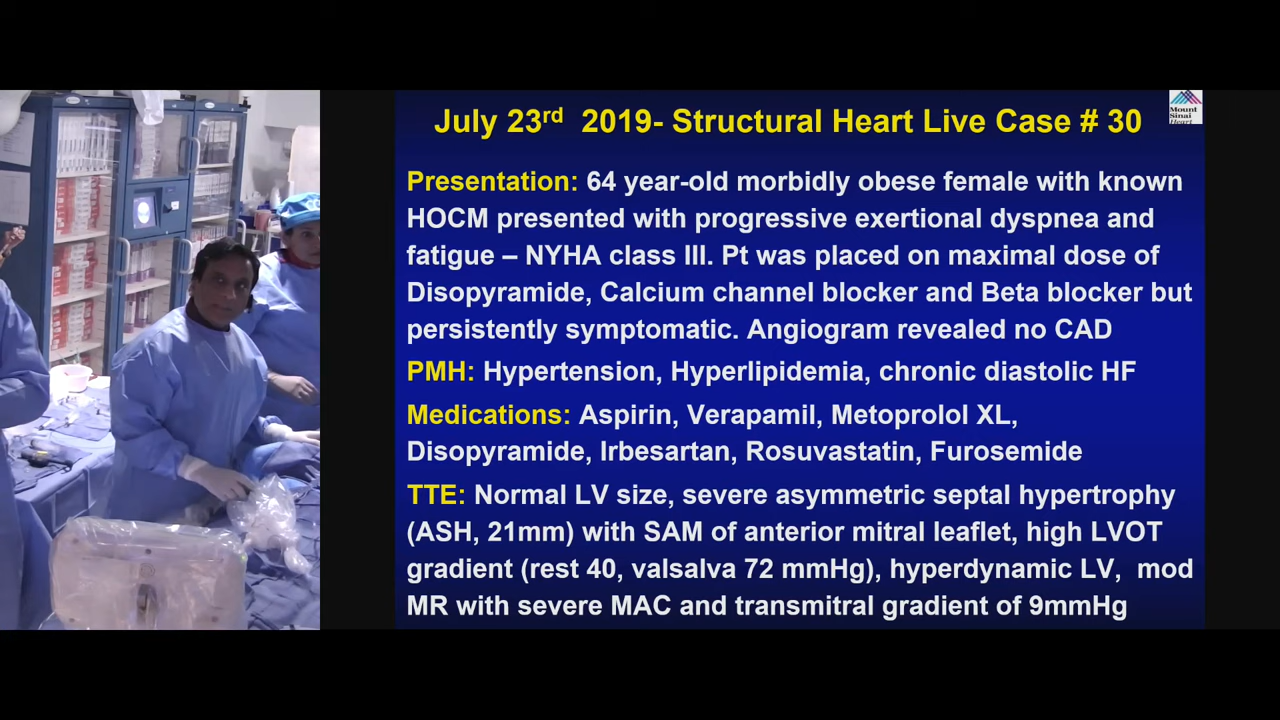 July 23rd 2019- Structural Heart Live Case # 30
Mount
Sinai
Heart
Presentation: 64 year-old morbidly obese female with known
HOCM presented with progressive exertional dyspnea and
fatigue – NYHA class III. Pt was placed on maximal dose of
Disopyramide, Calcium channel blocker and Beta blocker but
persistently symptomatic. Angiogram revealed no CAD
PMH: Hypertension, Hyperlipidemia, chronic diastolic HF
Medications: Aspirin, Verapamil, Metoprolol XL,
Disopyramide, Irbesartan, Rosuvastatin, Furosemide
TTE: Normal LV size, severe asymmetric septal hypertrophy
(ASH, 21mm) with SAM of anterior mitral leaflet, high LVOT
gradient (rest 40, valsalva 72 mmHg), hyperdynamic LV, mod
MR with severe MAC and transmitral gradient of 9mmHg